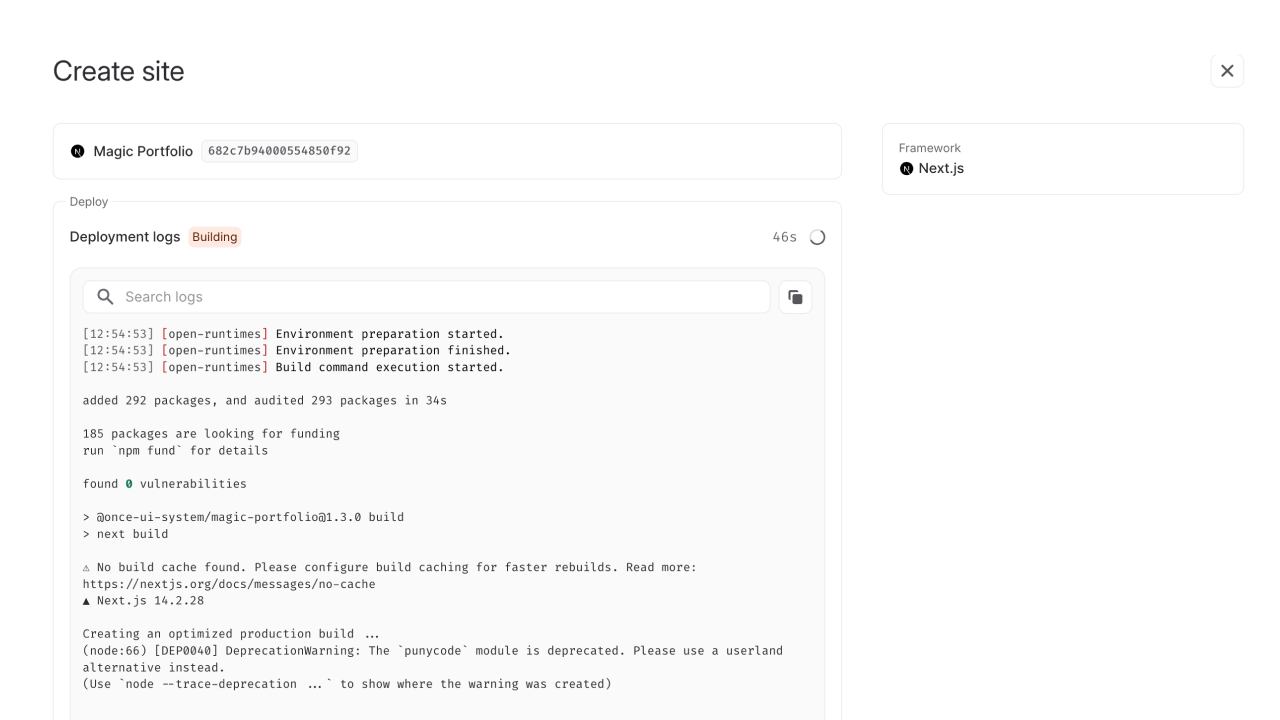 Create site
Magic Portfolio 682c7b94000554850f92
Framework
Next.js
Deploy
Deployment logs Building 46s
Search logs
[12:54:53] [open-runtimes] Environment preparation started.
[12:54:53] [open-runtimes] Environment preparation finished.
[12:54:53] [open-runtimes] Build command execution started.
added 292 packages, and audited 293 packages in 34s
185 packages are looking for funding
run `npm fund` for details
found 0 vulnerabilities
> @once-ui-system/magic-portfolio@1.3.0 build
> next build
⚠ No build cache found. Please configure build caching for faster rebuilds. Read more:
https://nextjs.org/docs/messages/no-cache
▲ Next.js 14.2.28
Creating an optimized production build ...
(node:66) [DEP0040] DeprecationWarning: The `punycode` module is deprecated. Please use a userland
alternative instead.
(Use `node --trace-deprecation ...` to show where the warning was created)